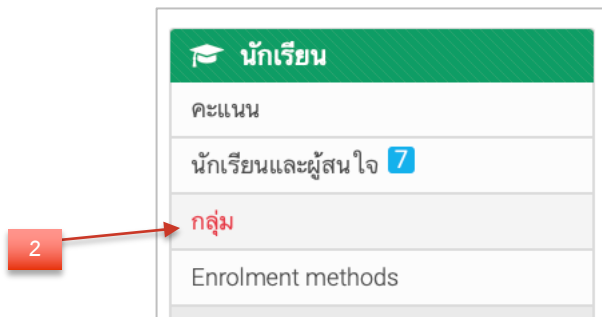 นักเรียน
คะแนน
นักเรียนและผู้สนใจ 7
กลุ่ม
2
Enrolment methods